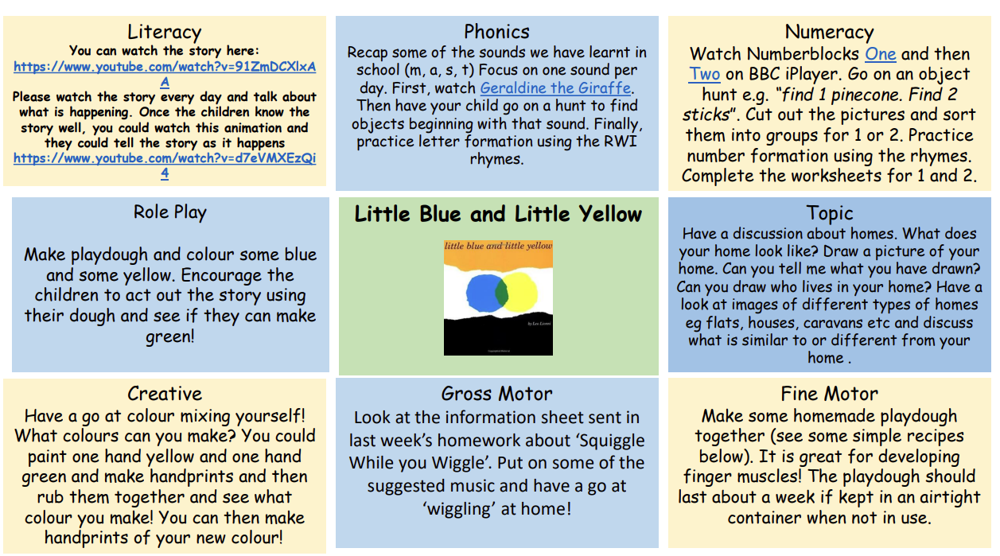 Literacy
You can watch the story here:
https://www.youtube.com/watch?v=91ZmDCXlxA
A
Please watch the story every day and talk about
what is happening. Once the children know the
story well, you could watch this animation and
they could tell the story as it happens
https://www.youtube.com/watch?v=d7eVMXEzQi
4
Phonics
Recap some of the sounds we have learnt in
school (m, a, s, t) Focus on one sound per
day. First, watch Geraldine the Giraffe.
Then have your child go on a hunt to find
objects beginning with that sound. Finally,
practice letter formation using the RWI
rhymes.
Numeracy
Watch Numberblocks One and then
Two on BBC iPlayer. Go on an object
hunt e.g. “find 1 pinecone. Find 2
sticks”. Cut out the pictures and sort
them into groups for 1 or 2. Practice
number formation using the rhymes.
Complete the worksheets for 1 and 2.
Role Play
Make playdough and colour some blue
and some yellow. Encourage the
children to act out the story using
their dough and see if they can make
green!
Little Blue and Little Yellow
little blue and little yellow
by Leo Lionni
Topic
Have a discussion about homes. What does
your home look like? Draw a picture of your
home. Can you tell me what you have drawn?
Can you draw who lives in your home? Have a
look at images of different types of homes
eg flats, houses, caravans etc and discuss
what is similar to or different from your
home .
Creative
Have a go at colour mixing yourself!
What colours can you make? You could
paint one hand yellow and one hand
green and make handprints and then
rub them together and see what
colour you make! You can then make
handprints of your new colour!
Gross Motor
Look at the information sheet sent in
last week’s homework about ‘Squiggle
While you Wiggle’. Put on some of the
suggested music and have a go at
‘wiggling’ at home!
Fine Motor
Make some homemade playdough
together (see some simple recipes
below). It is great for developing
finger muscles! The playdough should
last about a week if kept in an airtight
container when not in use.